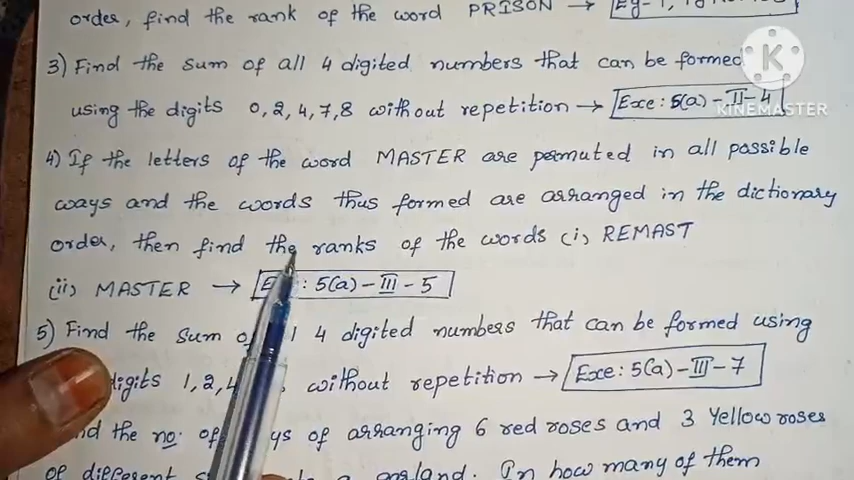 order, find the rank of the word PRISON →
3) Find the sum of all 4 digited numbers that can be formed
using the digits 0,2,4,7,8 without repetition → Exe: 5(a)-II-4
K
KINEMASTER
4) If the letters of the word MASTER are permuted in all possible
ways and the words thus formed are arranged in the dictionary
order, then find the ranks of the words (i) REMAST
(ii) MASTER → : 5(a)-III-5
5) Find the sum 4 digited numbers that can be formed using
digits 1,2,4 without repetition → Exe: 5(a)-III-7
the no: of arranging 6 red roses and 3 Yellow roses
of garland. In how many of them